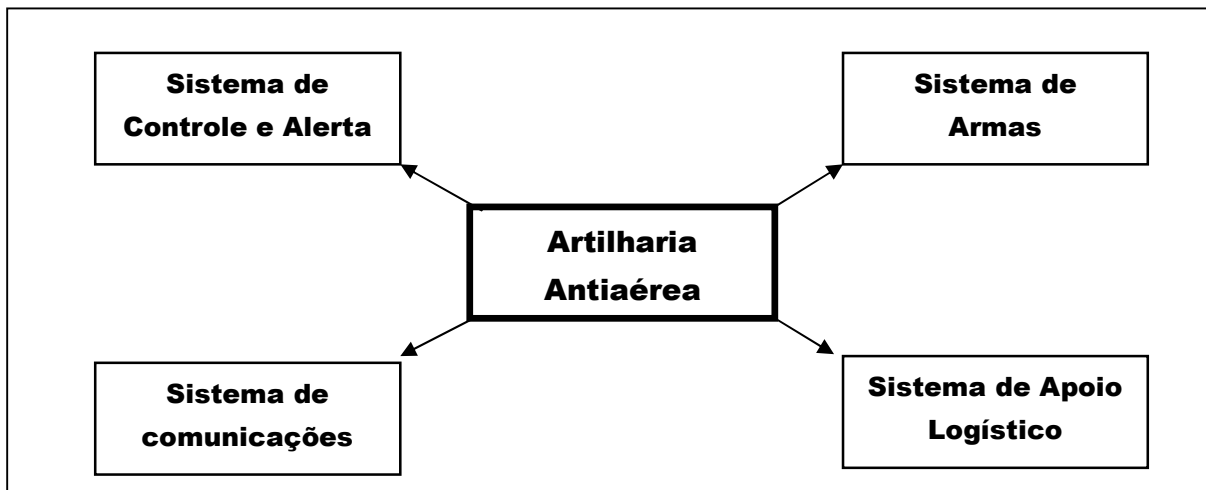 Sistema de
Controle e Alerta
Sistema de
Armas
Artilharia
Antiaérea
Sistema de
comunicações
Sistema de Apoio
Logístico